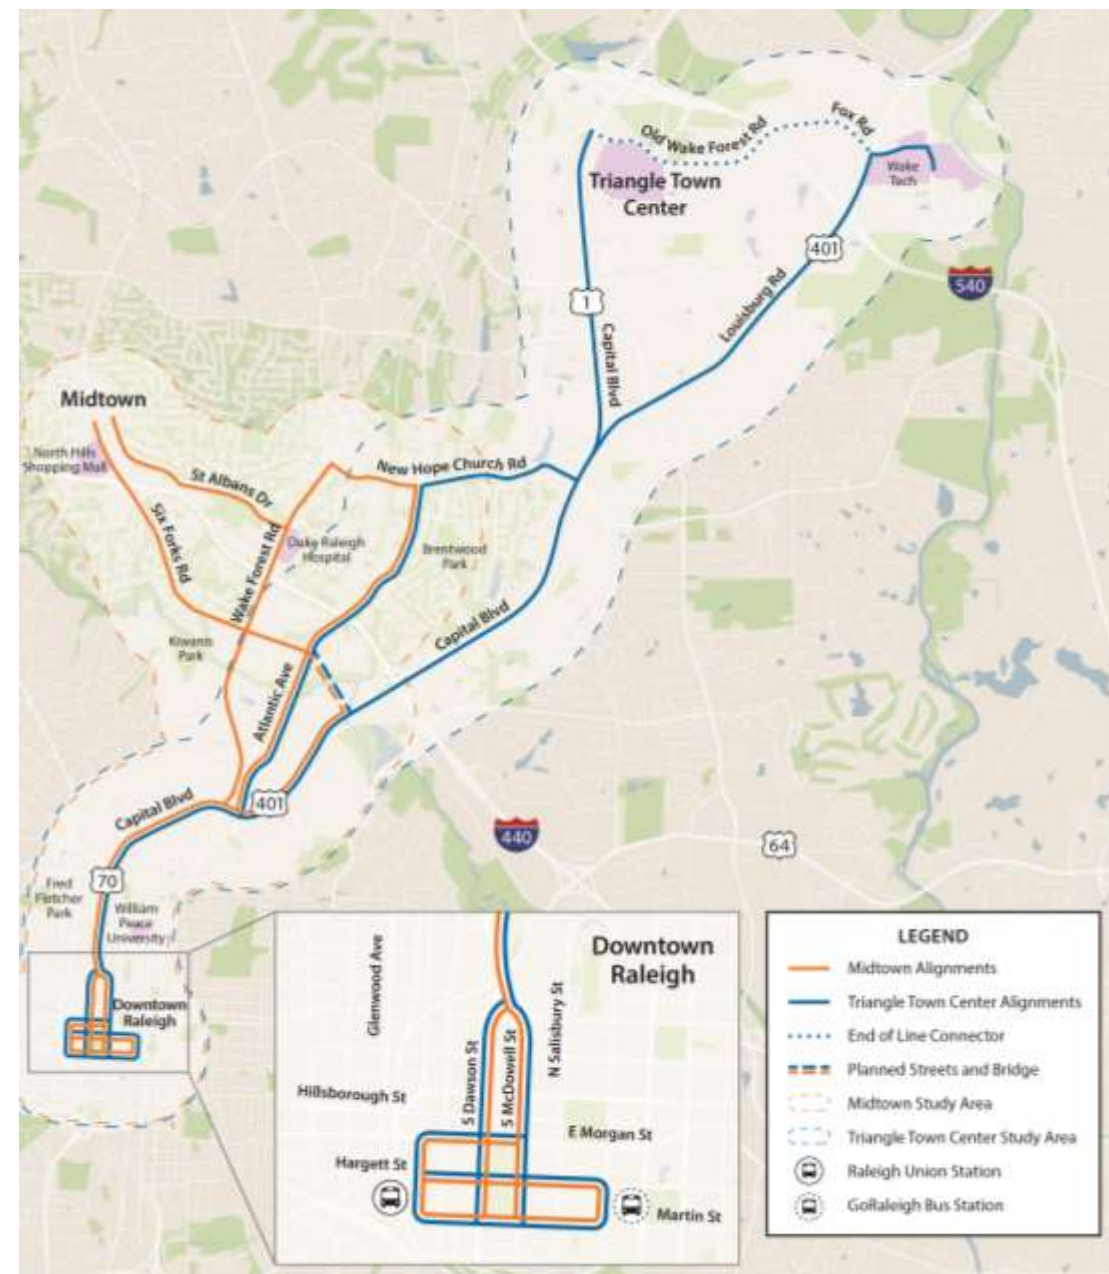 Old Wake Forest Rd
Fox Rd
Wake
Tech
Triangle Town
Center
401
540
1
Louisburg Rd
Capital Blvd
Midtown
North Hills
Shopping Mall
St Albans Dr
New Hope Church Rd
Six Forks Rd
Wake Forest Rd
Duke Raleigh
Hospital
Brentwood
Park
Capital Blvd
Kiwanis
Park
Atlantic Ave
Capital Blvd
401
440
64
70
Fred
Fletcher
Park
William
Peace
University
Downtown
Raleigh
Downtown
Raleigh
Glenwood Ave
N Salisbury St
S Dawson St
S McDowell St
Hillsborough St
E Morgan St
Hargett St
Martin St
LEGEND
Midtown Alignments
Triangle Town Center Alignments
End of Line Connector
Planned Streets and Bridge
Midtown Study Area
Triangle Town Center Study Area
Raleigh Union Station
GoRaleigh Bus Station